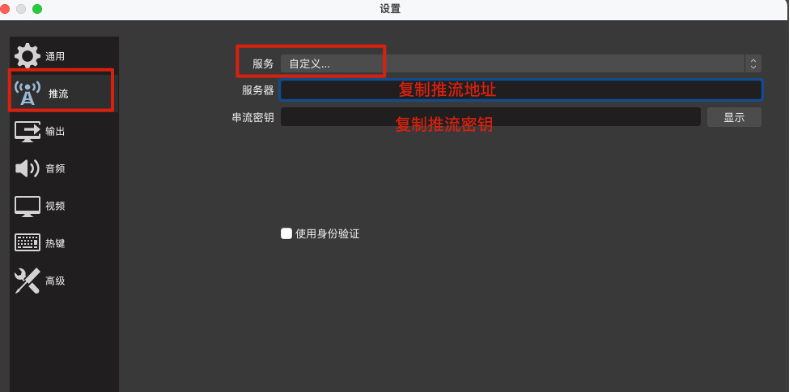 设置
通用
推流
输出
音频
视频
热键
高级
服务 自定义...
服务器 复制推流地址
串流密钥 复制推流密钥 显示
使用身份验证